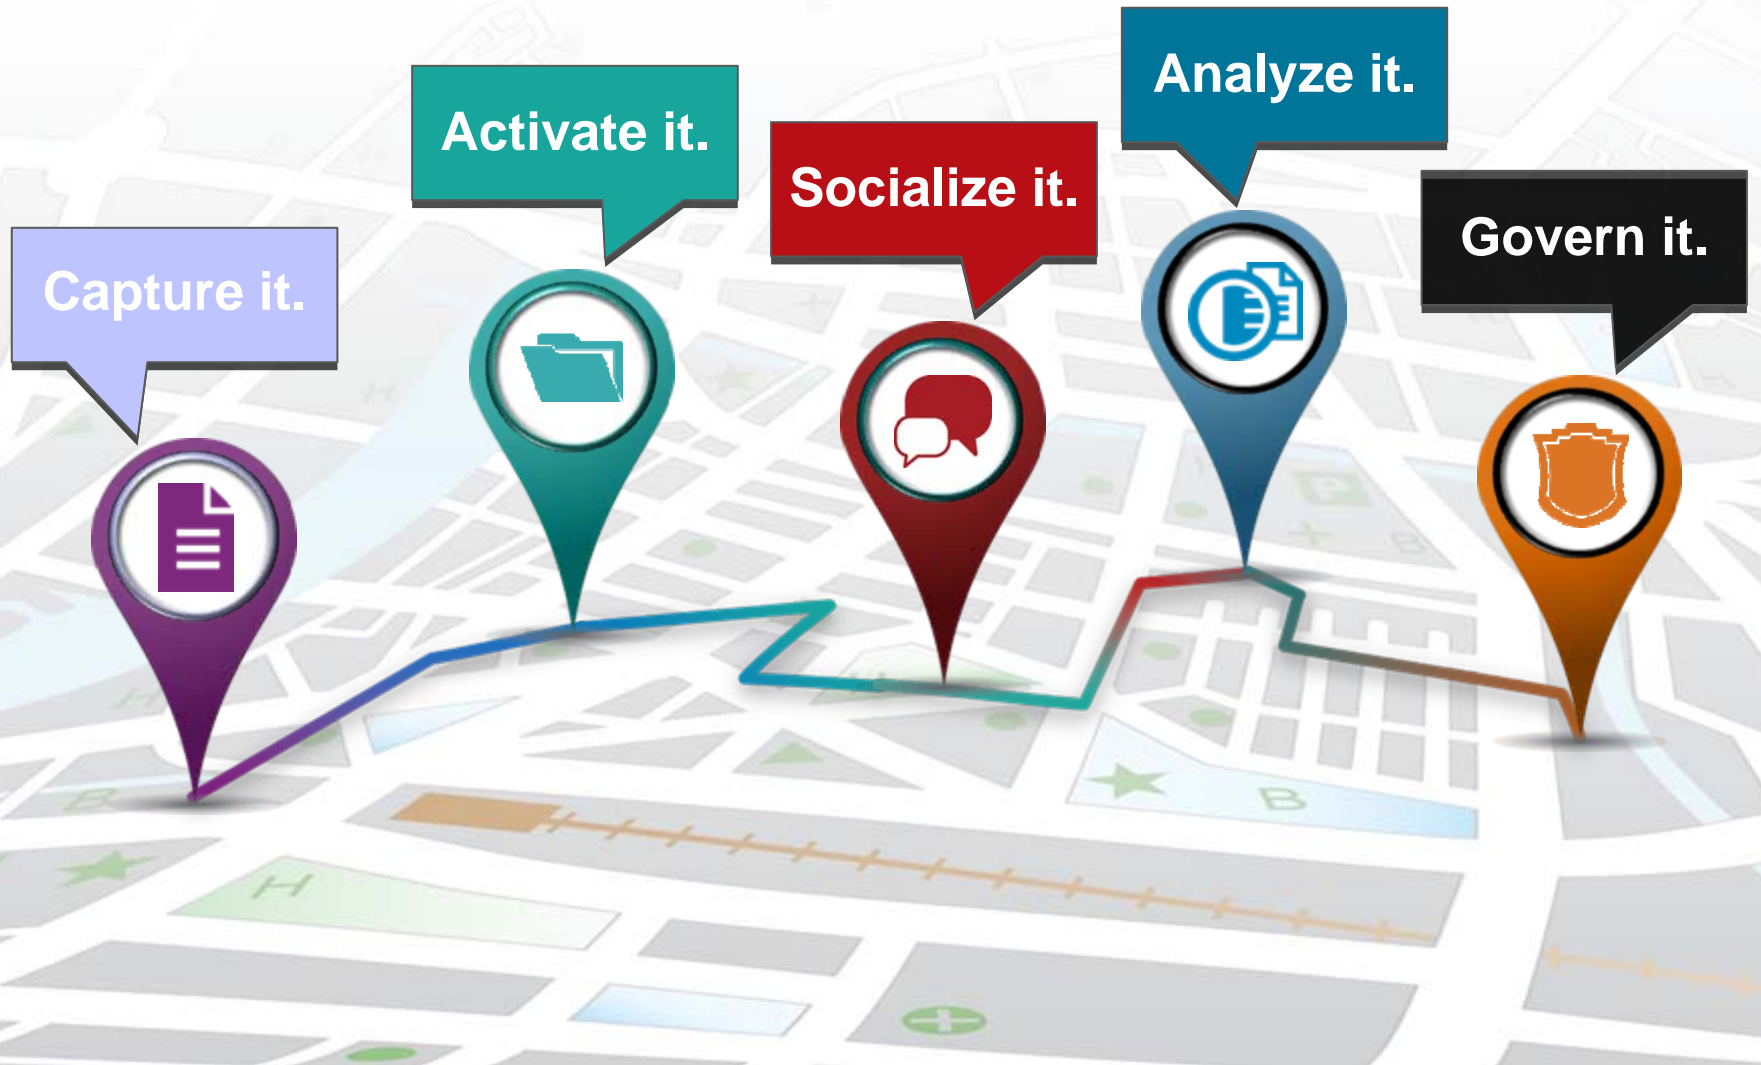 Capture it.
Activate it.
Socialize it.
Analyze it.
Govern it.
H
B
H
B
P
B
H